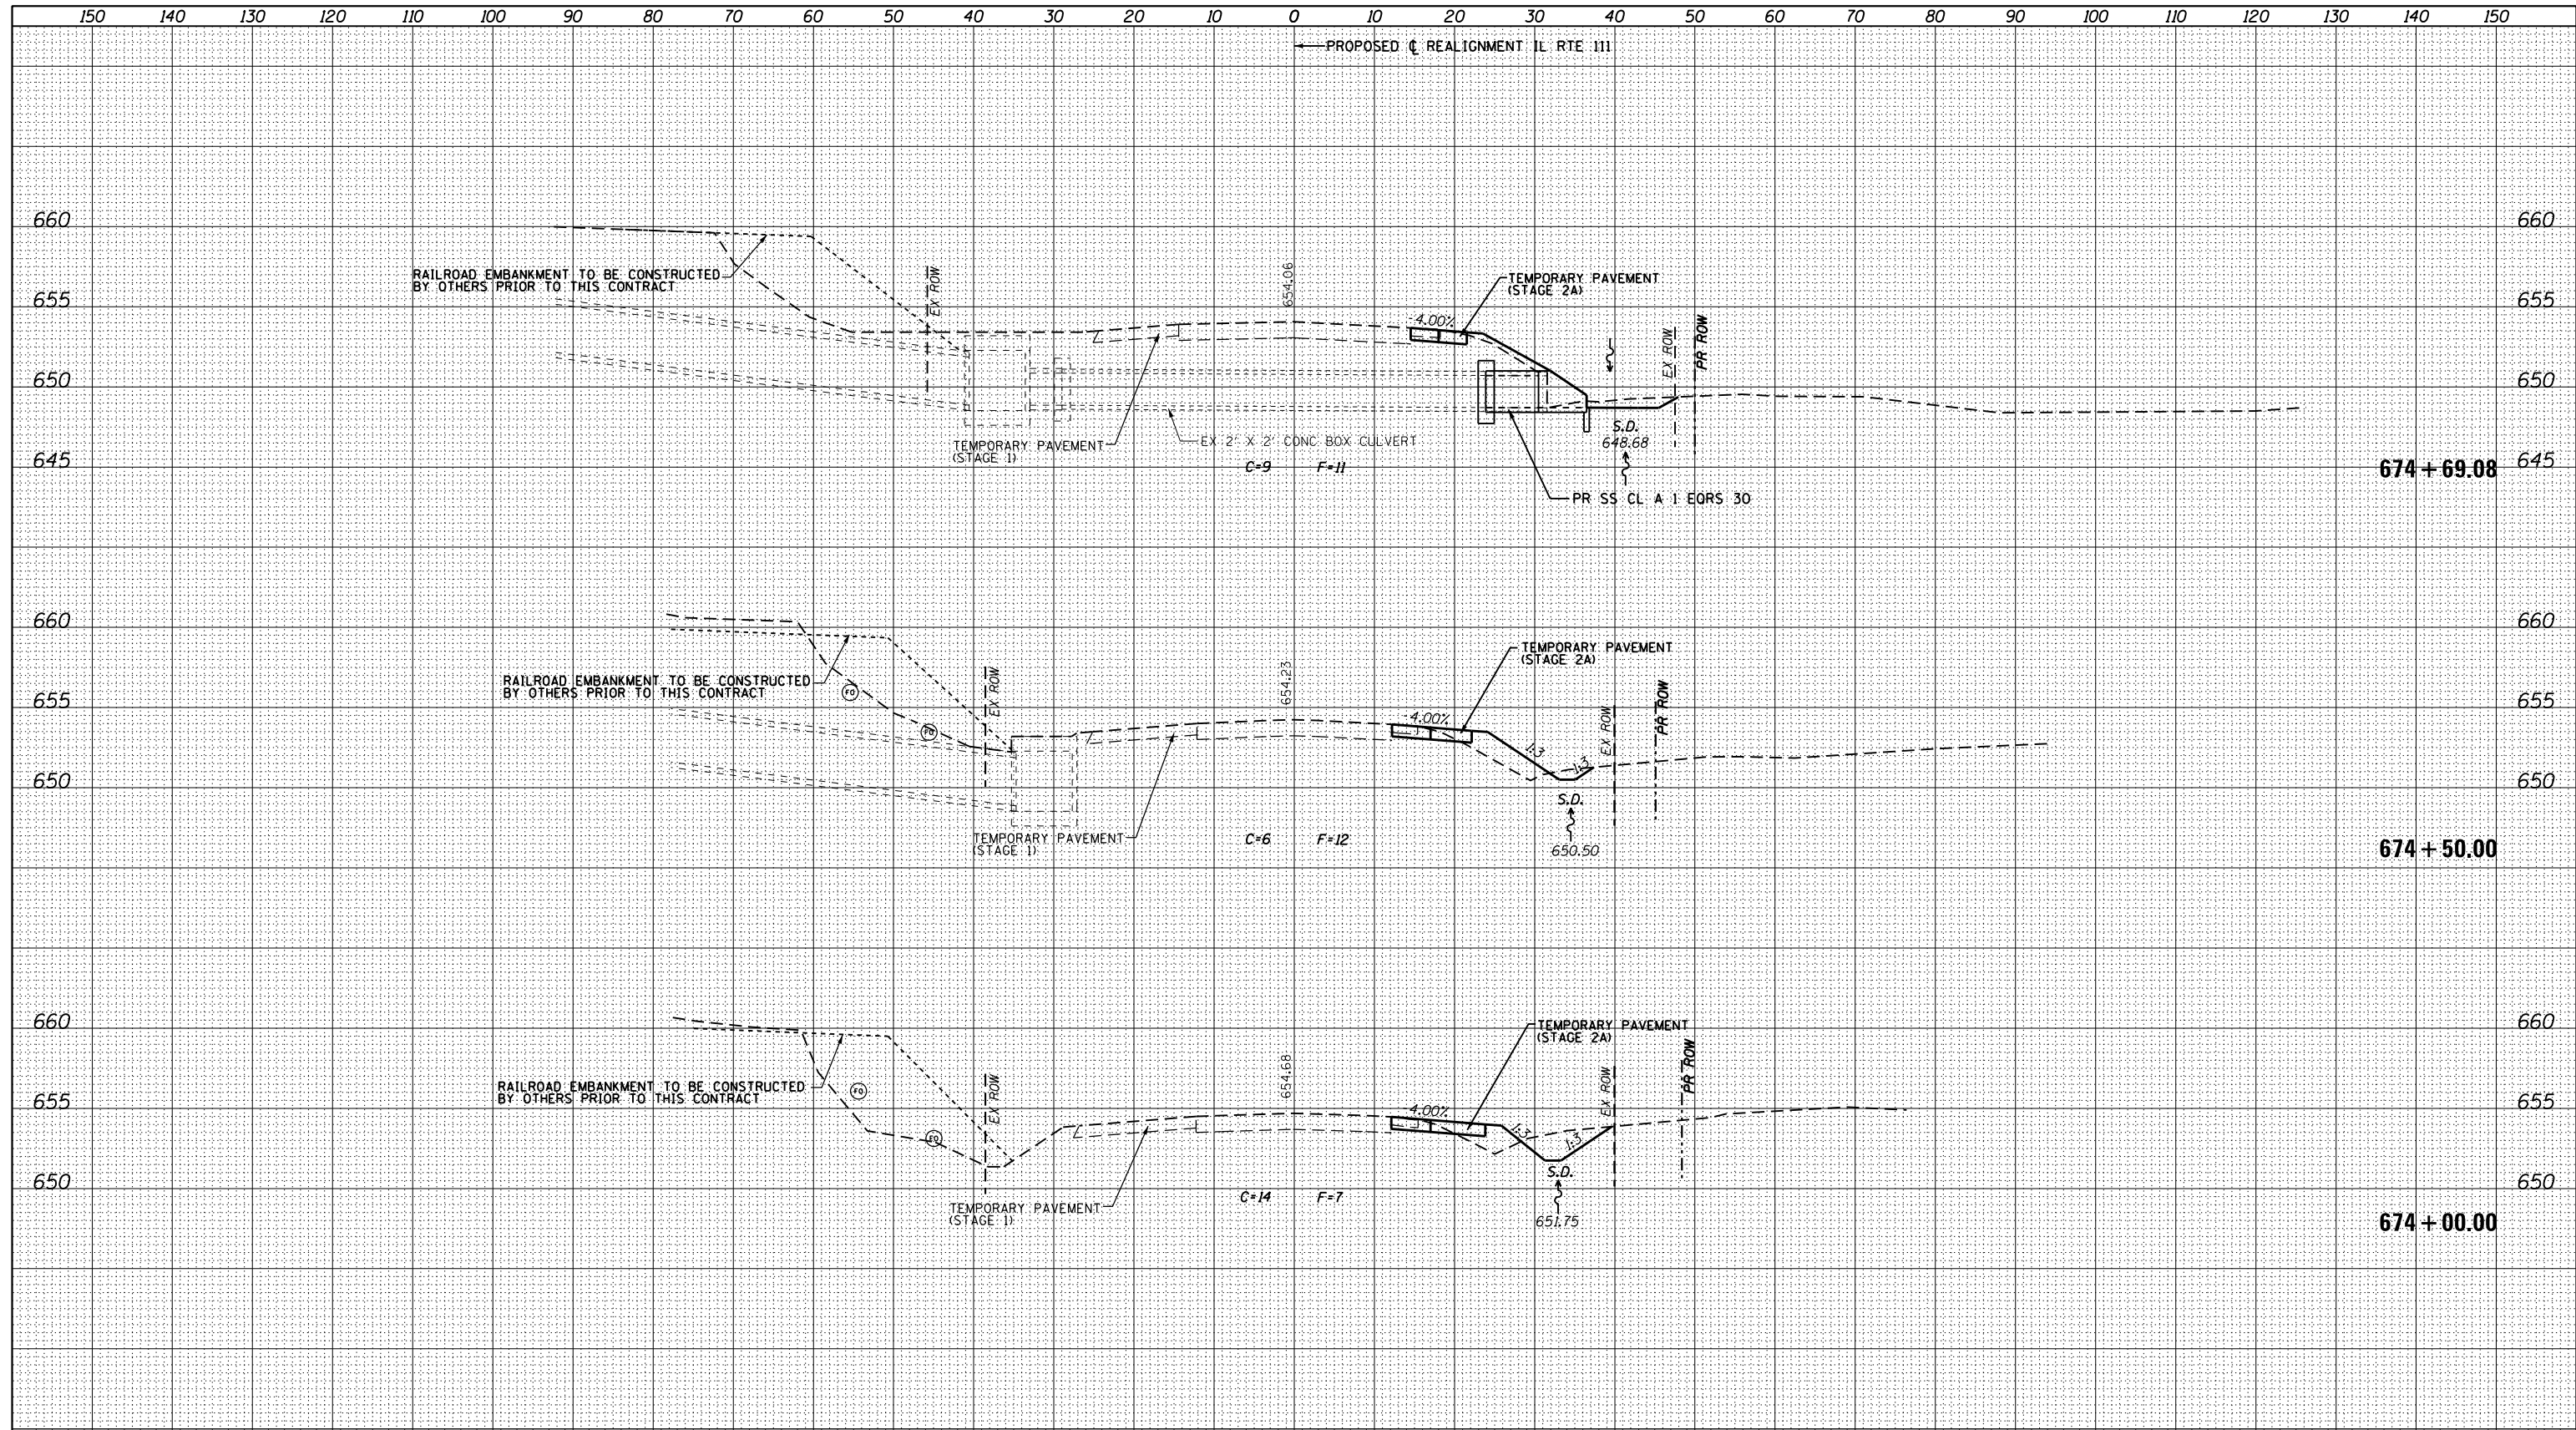 150 140 130 120 110 100 90 80 70 60 50 40 30 20 10 0 10 20 30 40 50 60 70 80 90 100 110 120 130 140 150
PROPOSED ℄ REALIGNMENT IL RTE 111
660 660
RAILROAD EMBANKMENT TO BE CONSTRUCTED
BY OTHERS PRIOR TO THIS CONTRACT
EX ROW
654.06
TEMPORARY PAVEMENT
(STAGE 2A)
655 655
-4.00%
EX ROW
PR ROW
650 650
S.D.
648.68
TEMPORARY PAVEMENT
(STAGE 1)
EX 2' X 2' CONC BOX CULVERT
645 645
C=9 F=11
674+69.08
PR SS CL A 1 EQRS 30
660 660
TEMPORARY PAVEMENT
(STAGE 2A)
RAILROAD EMBANKMENT TO BE CONSTRUCTED
BY OTHERS PRIOR TO THIS CONTRACT
FO
EX ROW
654.23
655 655
PR ROW
-4.00%
FO
EX ROW
1:3
1:3
650 650
S.D.
TEMPORARY PAVEMENT
(STAGE 1)
C=6 F=12
650.50
674+50.00
660 660
TEMPORARY PAVEMENT
(STAGE 2A)
RAILROAD EMBANKMENT TO BE CONSTRUCTED
BY OTHERS PRIOR TO THIS CONTRACT
FO
EX ROW
654.68
EX ROW
PR ROW
655 655
-4.00%
FO
1:3
1:3
S.D.
650 650
C=14 F=7
TEMPORARY PAVEMENT
(STAGE 1)
651.75
674+00.00